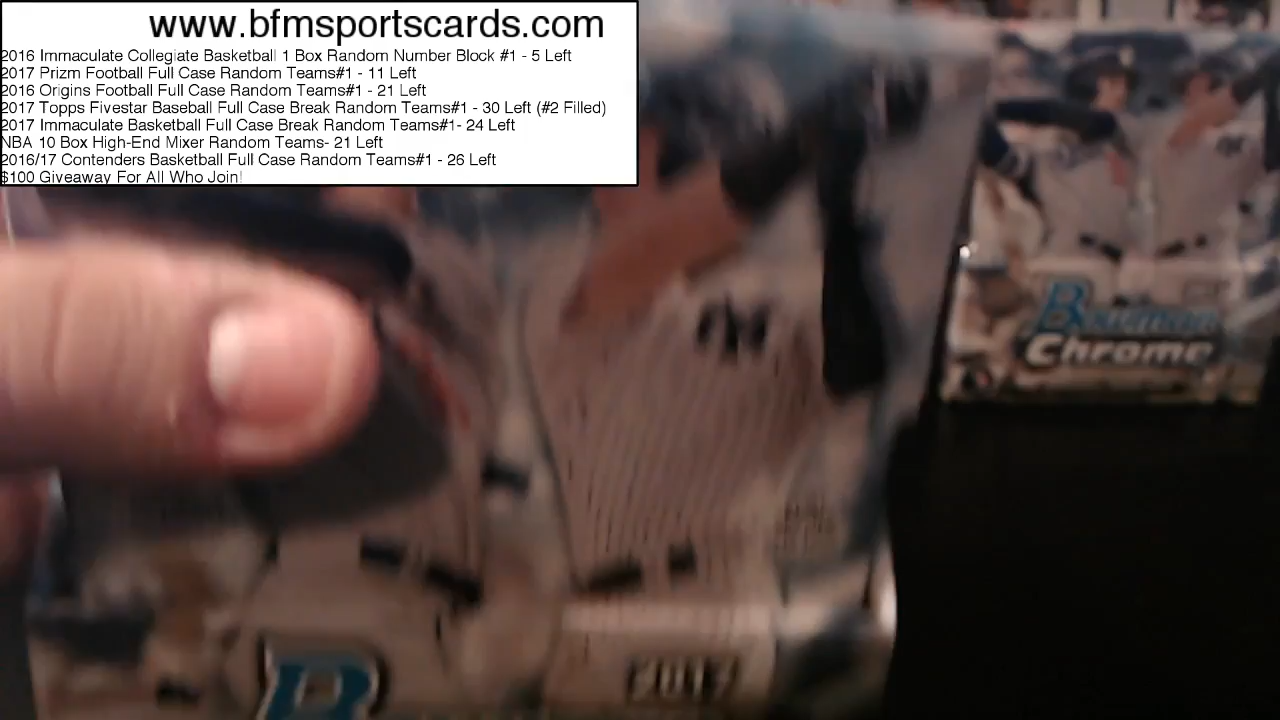 www.bfmsportscards.com
2016 Immaculate Collegiate Basketball 1 Box Random Number Block #1 - 5 Left
2017 Prizm Football Full Case Random Teams#1 - 11 Left
2016 Origins Football Full Case Random Teams#1 - 21 Left
2017 Topps Fivestar Baseball Full Case Break Random Teams#1 - 30 Left (#2 Filled)
2017 Immaculate Basketball Full Case Break Random Teams#1- 24 Left
NBA 10 Box High-End Mixer Random Teams- 21 Left
2016/17 Contenders Basketball Full Case Random Teams#1 - 26 Left
$100 Giveaway For All Who Join!
Bowman
Chrome
B
2017